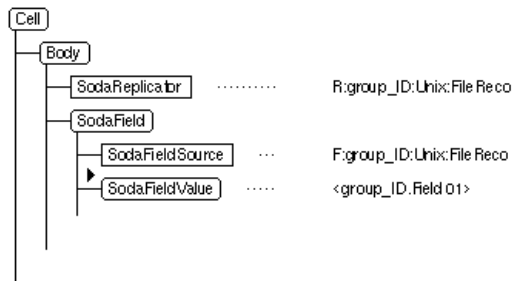 Cell
Body
SodaReplicator R:group_ID:Unix:File Reco
SodaField
SodaFieldSource F:group_ID:Unix:File Reco
SodaFieldValue <group_ID.Field 01>